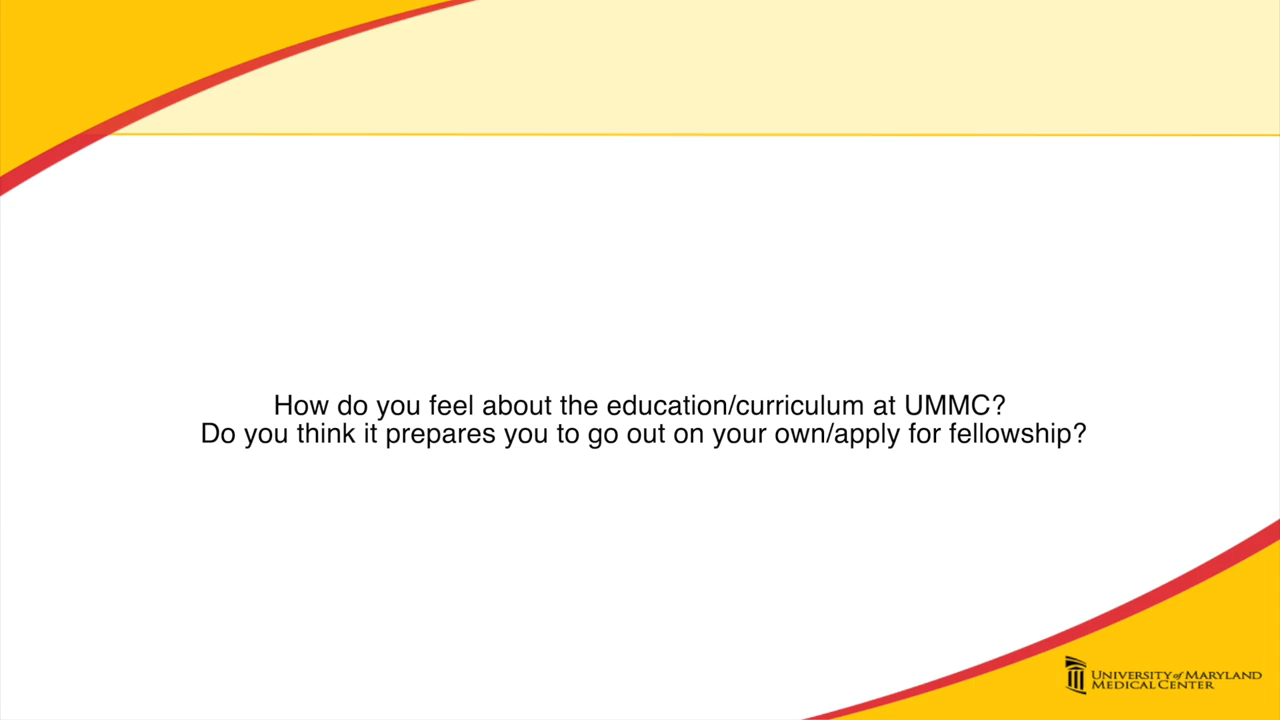 How do you feel about the education/curriculum at UMMC?
Do you think it prepares you to go out on your own/apply for fellowship?
UNIVERSITY of MARYLAND
MEDICAL CENTER